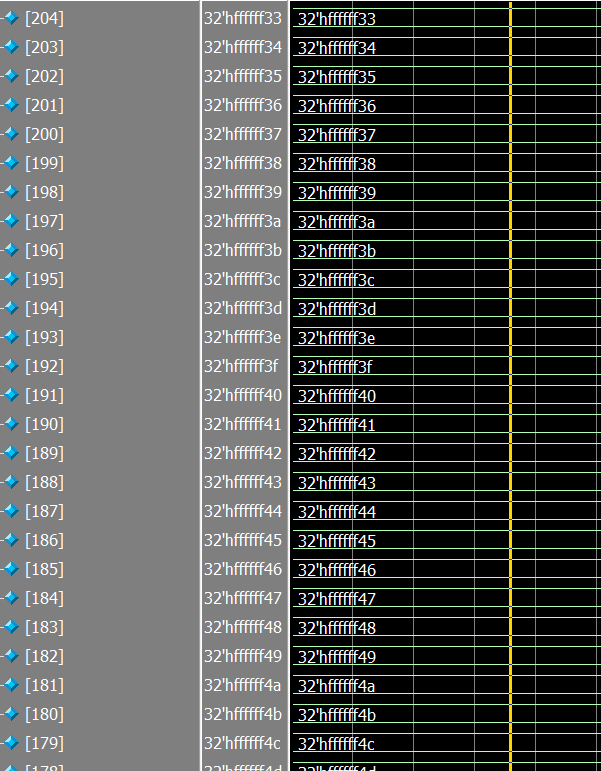 [204] 32'hffffff33 32'hffffff33
[203] 32'hffffff34 32'hffffff34
[202] 32'hffffff35 32'hffffff35
[201] 32'hffffff36 32'hffffff36
[200] 32'hffffff37 32'hffffff37
[199] 32'hffffff38 32'hffffff38
[198] 32'hffffff39 32'hffffff39
[197] 32'hffffff3a 32'hffffff3a
[196] 32'hffffff3b 32'hffffff3b
[195] 32'hffffff3c 32'hffffff3c
[194] 32'hffffff3d 32'hffffff3d
[193] 32'hffffff3e 32'hffffff3e
[192] 32'hffffff3f 32'hffffff3f
[191] 32'hffffff40 32'hffffff40
[190] 32'hffffff41 32'hffffff41
[189] 32'hffffff42 32'hffffff42
[188] 32'hffffff43 32'hffffff43
[187] 32'hffffff44 32'hffffff44
[186] 32'hffffff45 32'hffffff45
[185] 32'hffffff46 32'hffffff46
[184] 32'hffffff47 32'hffffff47
[183] 32'hffffff48 32'hffffff48
[182] 32'hffffff49 32'hffffff49
[181] 32'hffffff4a 32'hffffff4a
[180] 32'hffffff4b 32'hffffff4b
[179] 32'hffffff4c 32'hffffff4c
[178] 32'hffffff4d 32'hffffff4d